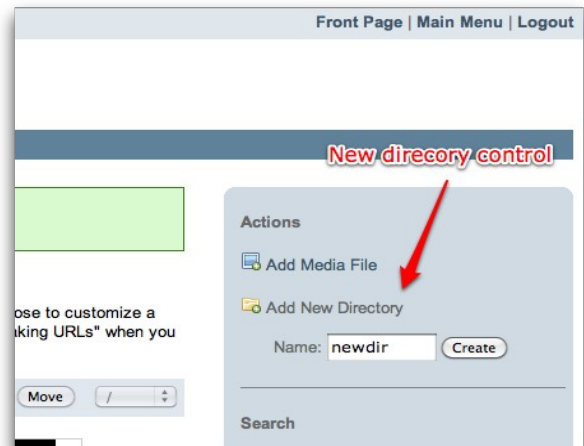 Front Page | Main Menu | Logout
New direcory control
Actions
Add Media File
Add New Directory
Name: newdir Create
ose to customize a
aking URLs" when you
Move /
Search